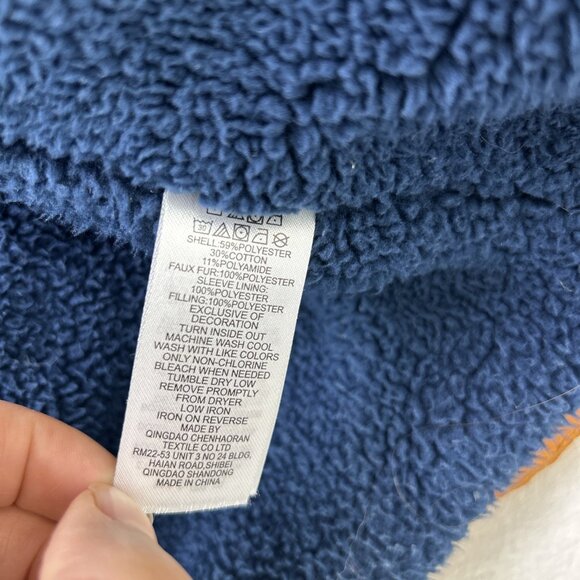 30
SHELL:59%POLYESTER
30%COTTON
11%POLYAMIDE
FAUX FUR:100%POLYESTER
SLEEVE LINING:
100%POLYESTER
FILLING:100%POLYESTER
EXCLUSIVE OF
DECORATION
TURN INSIDE OUT
MACHINE WASH COOL
WASH WITH LIKE COLORS
ONLY NON-CHLORINE
BLEACH WHEN NEEDED
TUMBLE DRY LOW
REMOVE PROMPTLY
FROM DRYER
LOW IRON
IRON ON REVERSE
MADE BY
QINGDAO CHENHAORAN
TEXTILE CO LTD
RM22-53 UNIT 3 NO 24 BLDG,
HAIAN ROAD,SHIBEI
QINGDAO SHANDONG
MADE IN CHINA